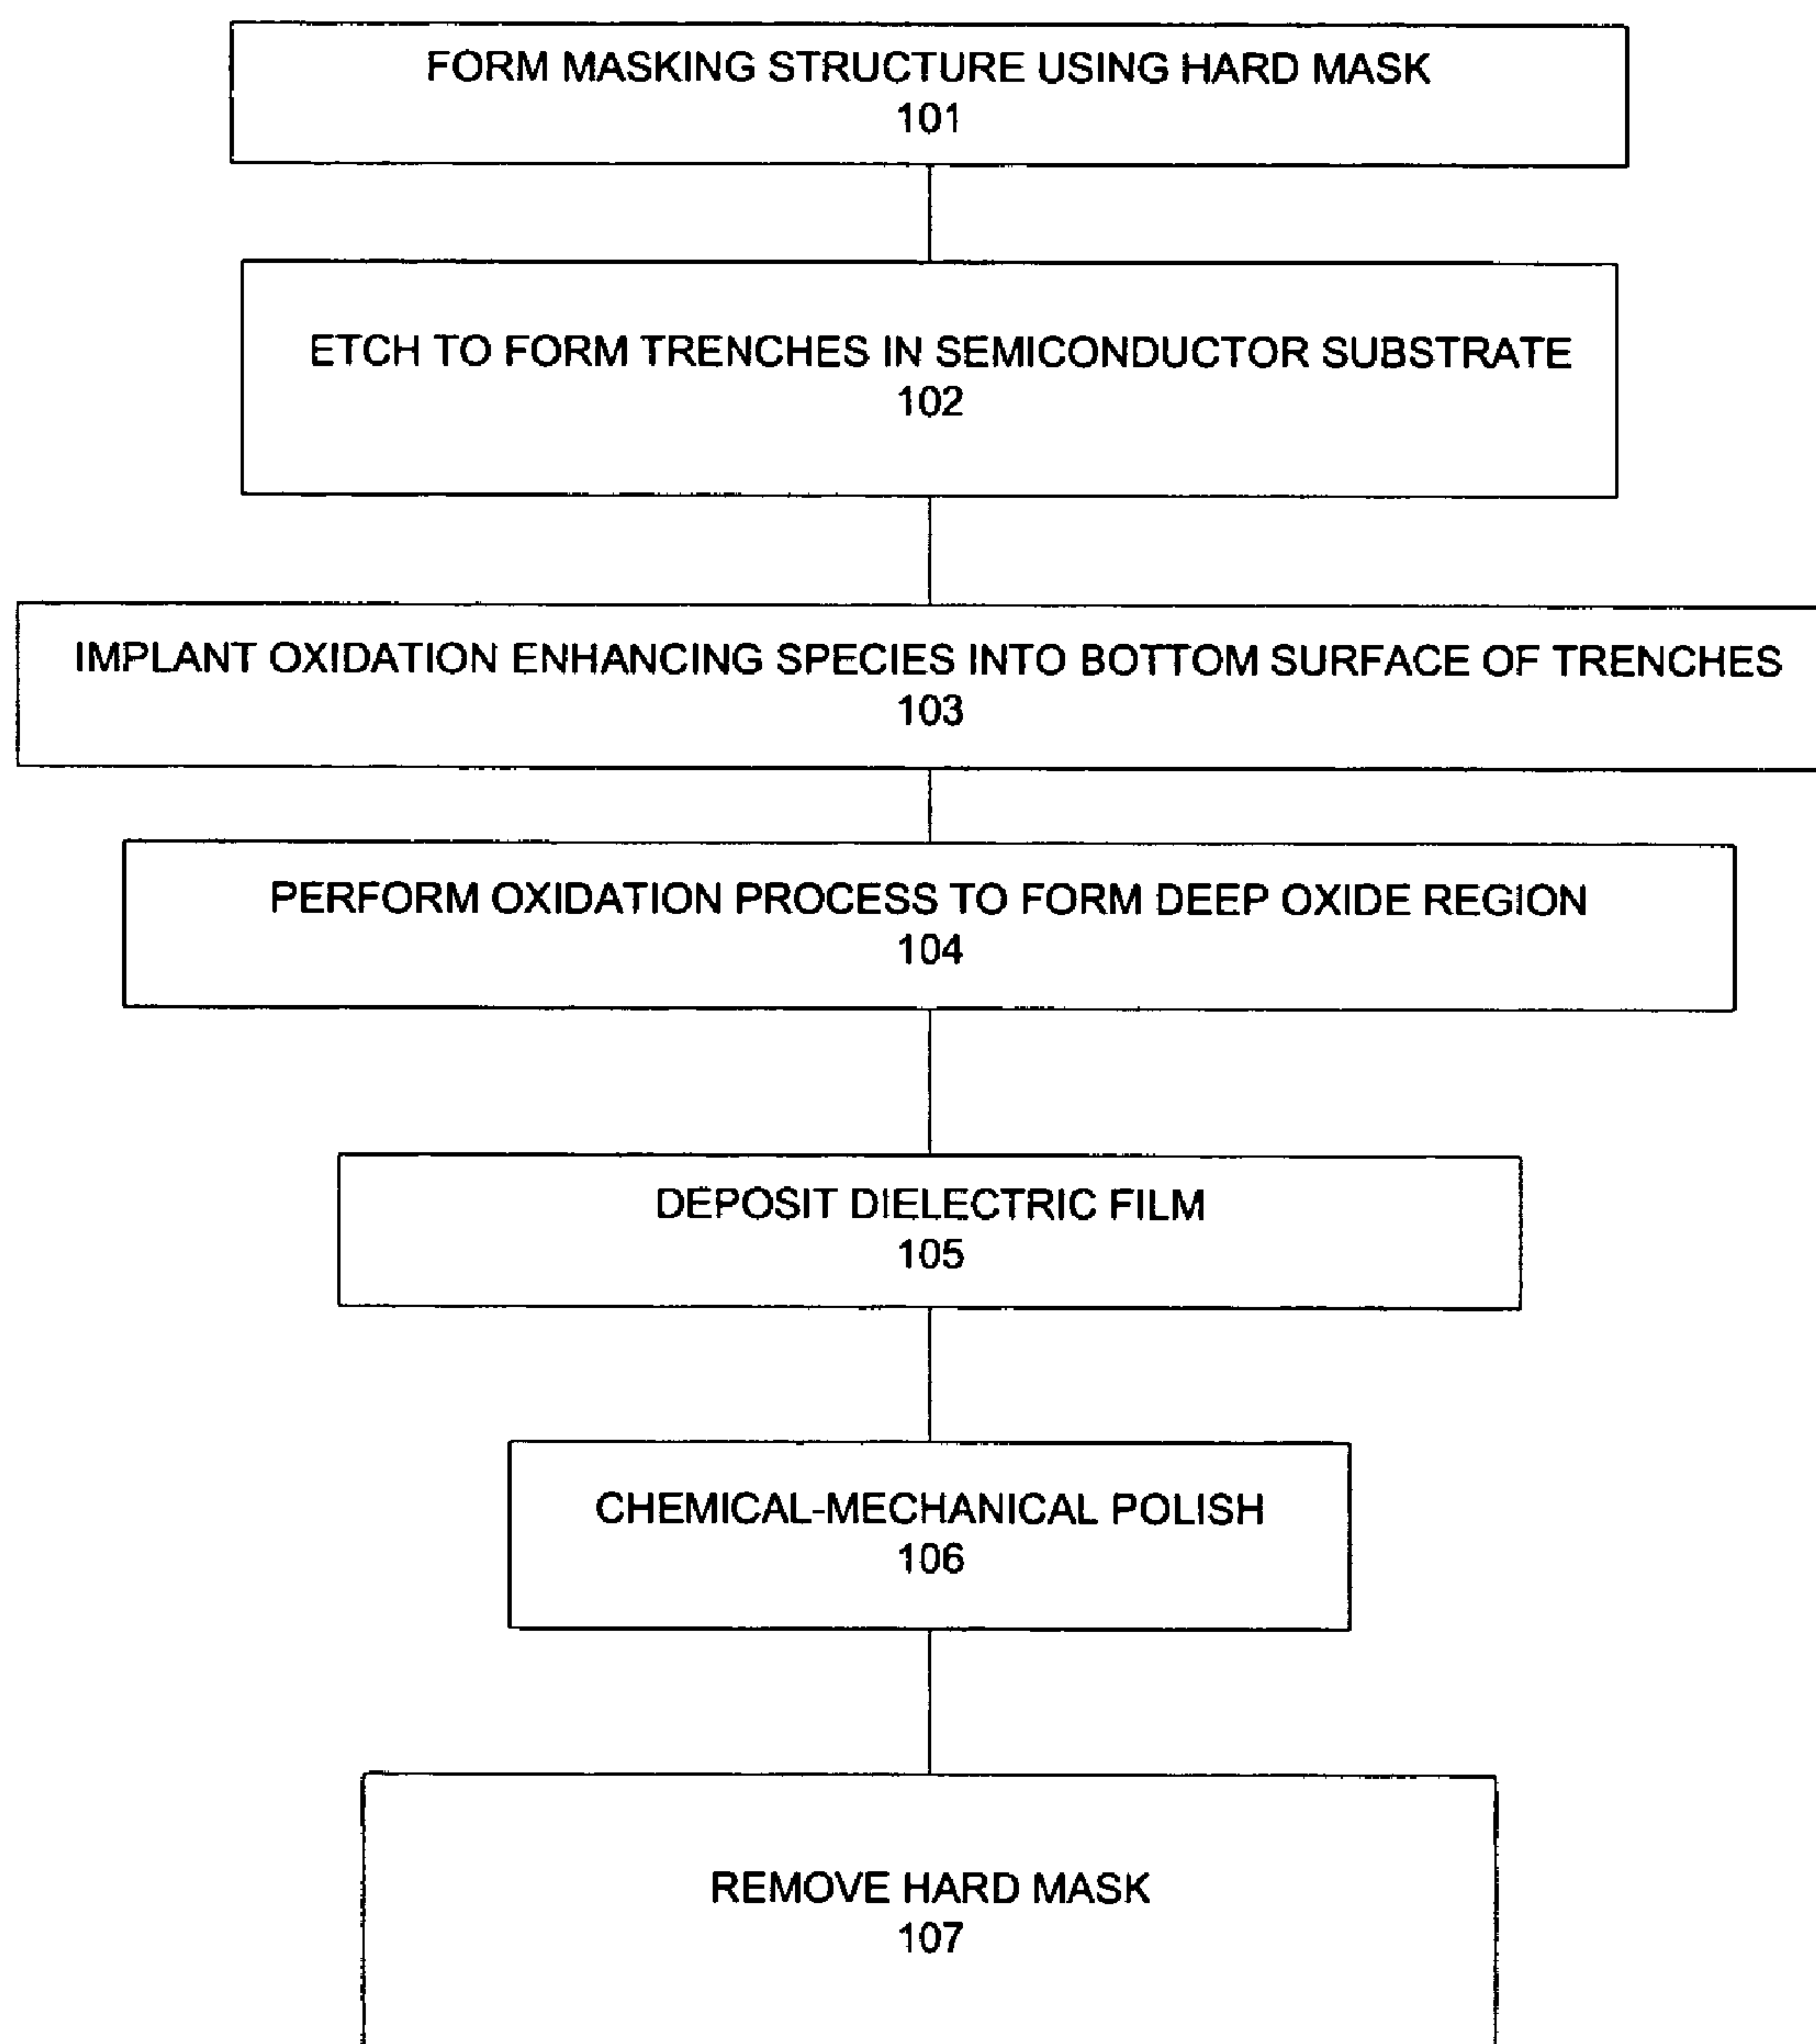 FORM MASKING STRUCTURE USING HARD MASK
101
ETCH TO FORM TRENCHES IN SEMICONDUCTOR SUBSTRATE
102
IMPLANT OXIDATION ENHANCING SPECIES INTO BOTTOM SURFACE OF TRENCHES
103
PERFORM OXIDATION PROCESS TO FORM DEEP OXIDE REGION
104
DEPOSIT DIELECTRIC FILM
105
CHEMICAL-MECHANICAL POLISH
106
REMOVE HARD MASK
107